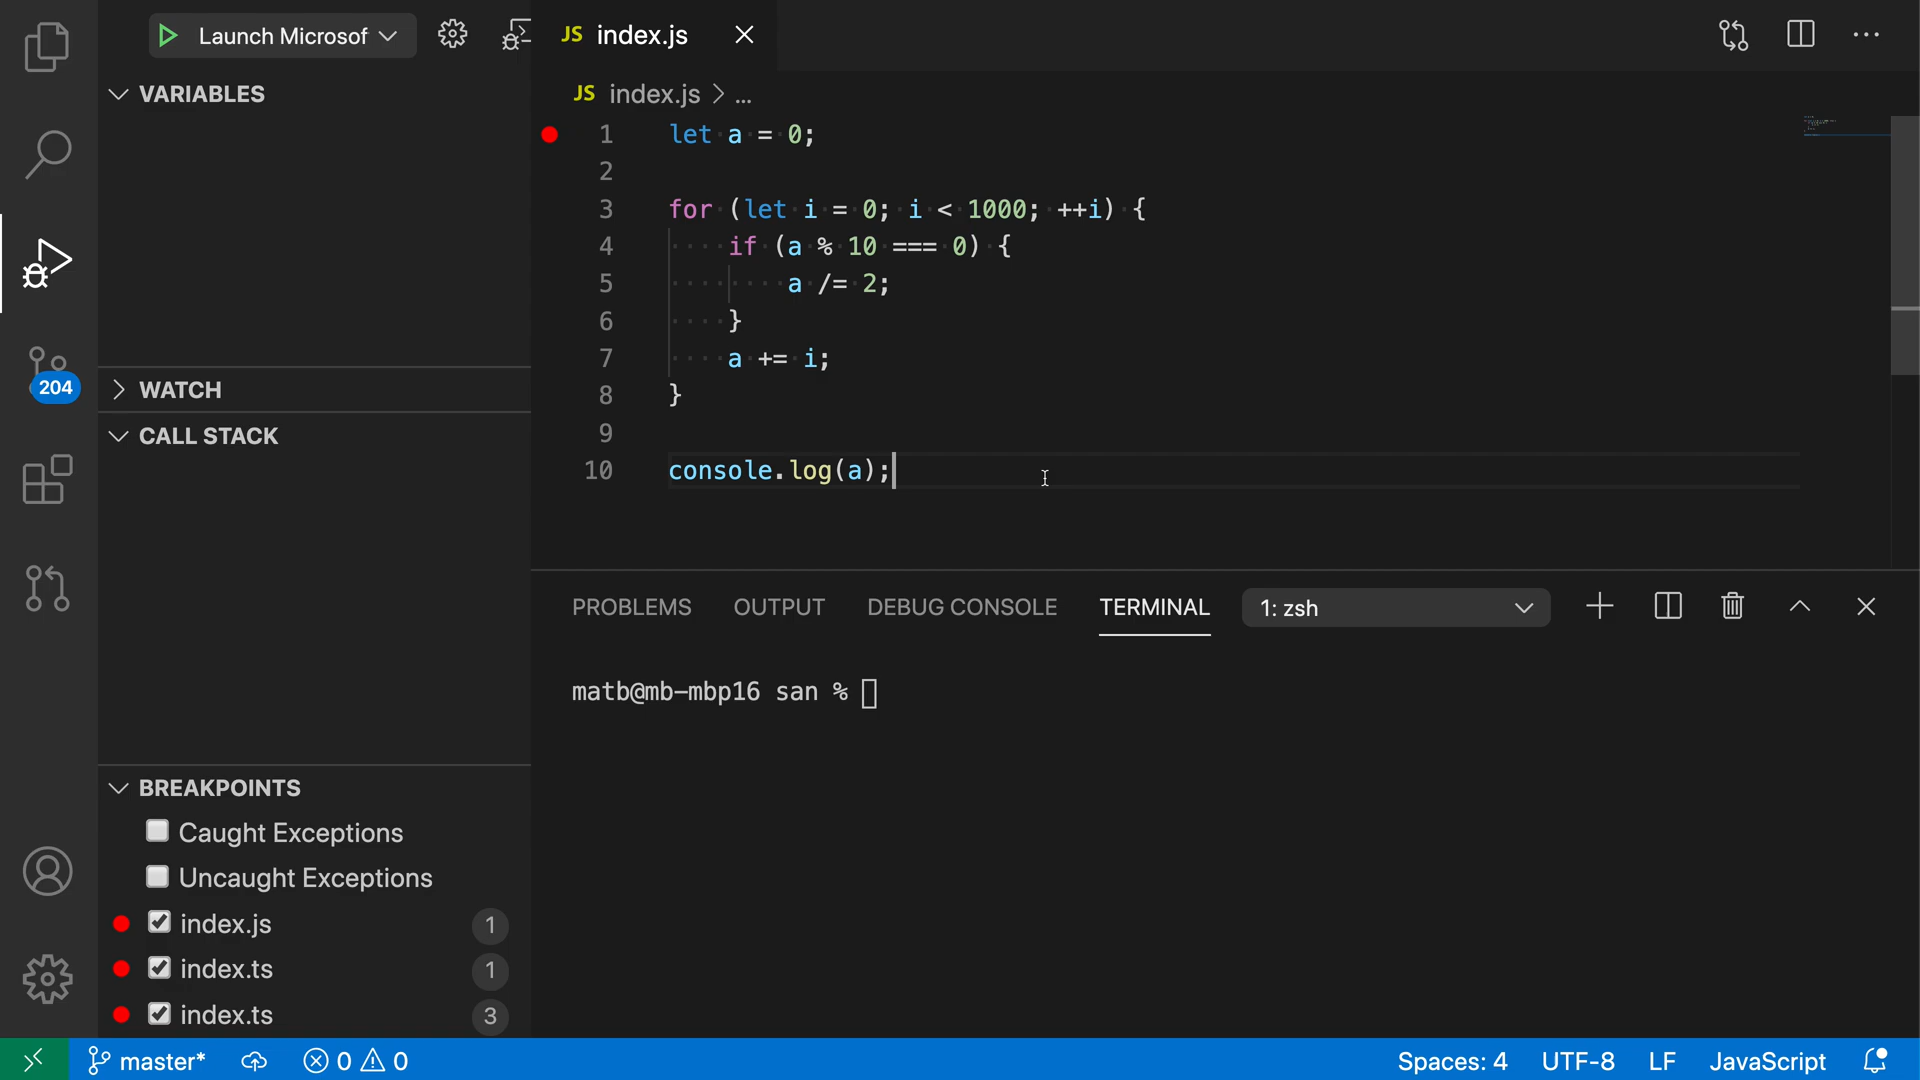 Launch Microsof
JS index.js
VARIABLES
JS index.js > ...
1 let a = 0;
2
3 for (let i = 0; i < 1000; ++i) {
4 if (a % 10 === 0) {
5 a /= 2;
6 }
7 a += i;
8 }
9
10 console.log(a);
204
WATCH
CALL STACK
PROBLEMS OUTPUT DEBUG CONSOLE TERMINAL 1: zsh
matb@mb-mbp16 san %
BREAKPOINTS
Caught Exceptions
Uncaught Exceptions
index.js 1
index.ts 1
index.ts 3
master* 0 0 Spaces: 4 UTF-8 LF JavaScript